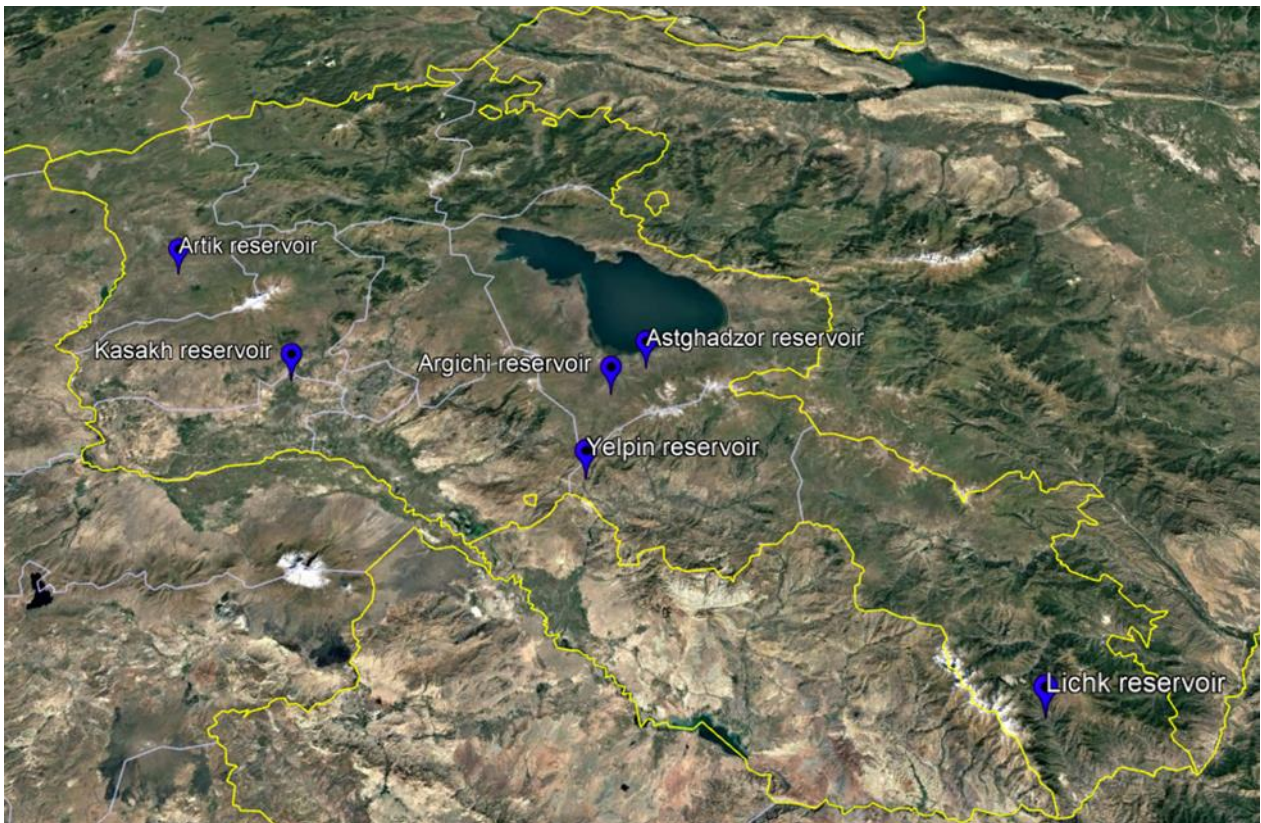 Artik reservoir
Kasakh reservoir
Astghadzor reservoir
Argichi reservoir
Yelpin reservoir
Lichk reservoir